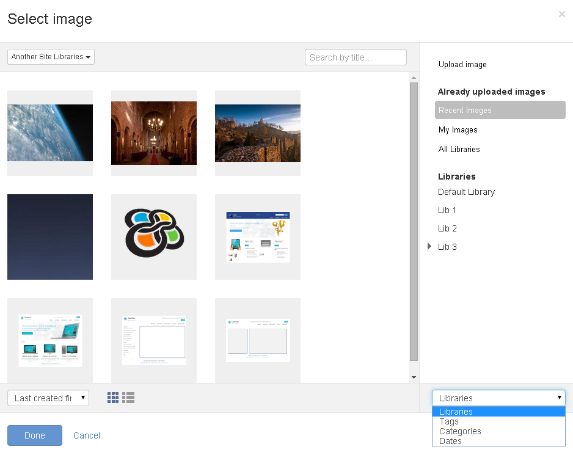 Select image
×
Another Site Libraries
Search by title...
Upload image
Already uploaded images
Recent Images
My Images
All Libraries
Libraries
Default Library
Lib 1
Lib 2
Lib 3
Last created fir
Libraries
Libraries
Tags
Categories
Dates
Done
Cancel